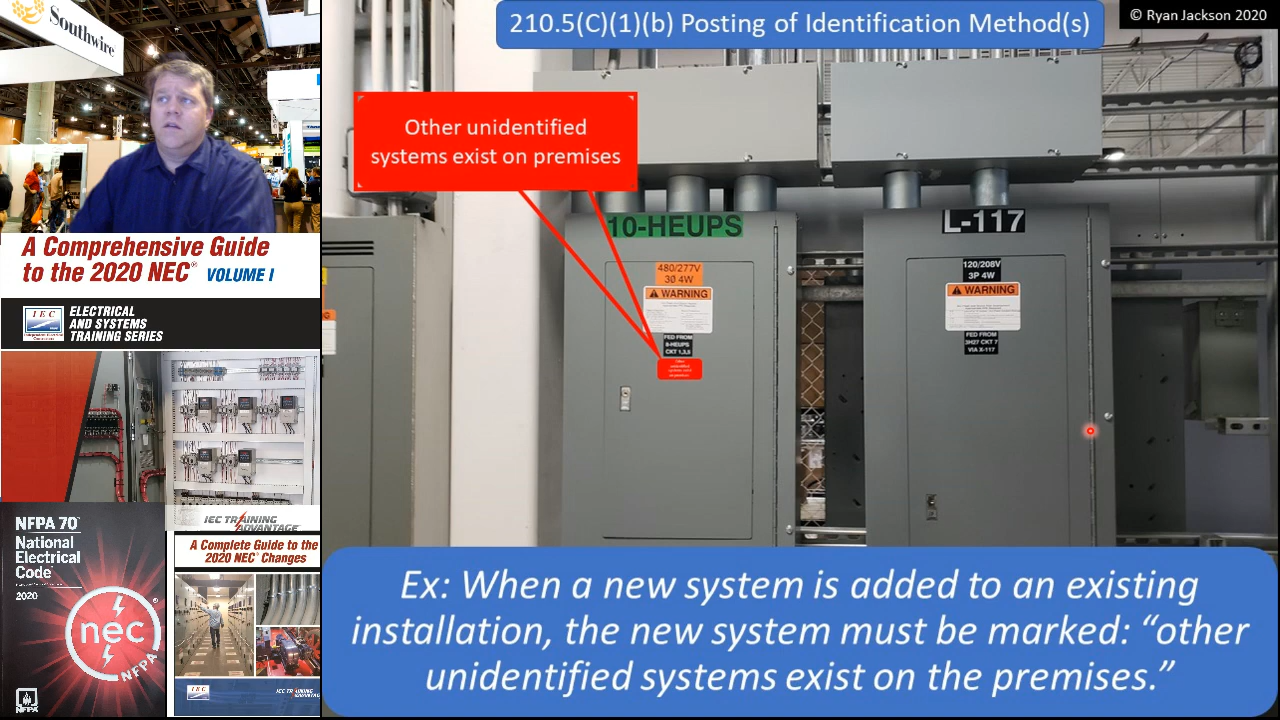 Southwire
A Comprehensive Guide
to the 2020 NEC® VOLUME I
IEC
ELECTRICAL
AND SYSTEMS
TRAINING SERIES
IEC TRAINING
ADVANTAGE
NFPA 70
National
Electrical
Code
2020
nec
NFPA
®
NFPA
A Complete Guide to the
2020 NEC® Changes
IEC
210.5(C)(1)(b) Posting of Identification Method(s)
© Ryan Jackson 2020
Other unidentified
systems exist on premises
10-HEUPS
480/277V
3Ø 4W
WARNING
FED FROM
8-HEUPS
CKT 1,3,5
L-117
120/208V
3P 4W
WARNING
FED FROM
3H27 CKT 7
VIA X-117
Ex: When a new system is added to an existing
installation, the new system must be marked: “other
unidentified systems exist on the premises.”